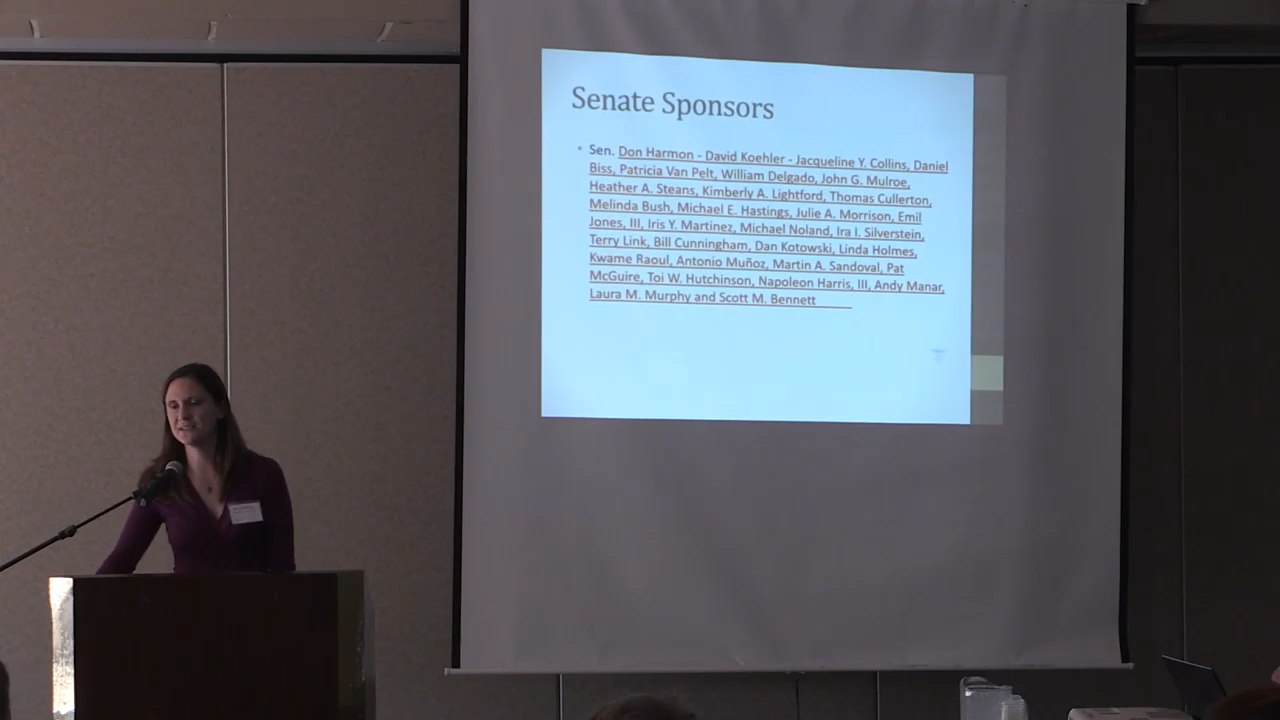 Senate Sponsors
• Sen. Don Harmon - David Koehler - Jacqueline Y. Collins, Daniel
Biss, Patricia Van Pelt, William Delgado, John G. Mulroe,
Heather A. Steans, Kimberly A. Lightford, Thomas Cullerton,
Melinda Bush, Michael E. Hastings, Julie A. Morrison, Emil
Jones, III, Iris Y. Martinez, Michael Noland, Ira I. Silverstein,
Terry Link, Bill Cunningham, Dan Kotowski, Linda Holmes,
Kwame Raoul, Antonio Muñoz, Martin A. Sandoval, Pat
McGuire, Toi W. Hutchinson, Napoleon Harris, III, Andy Manar,
Laura M. Murphy and Scott M. Bennett